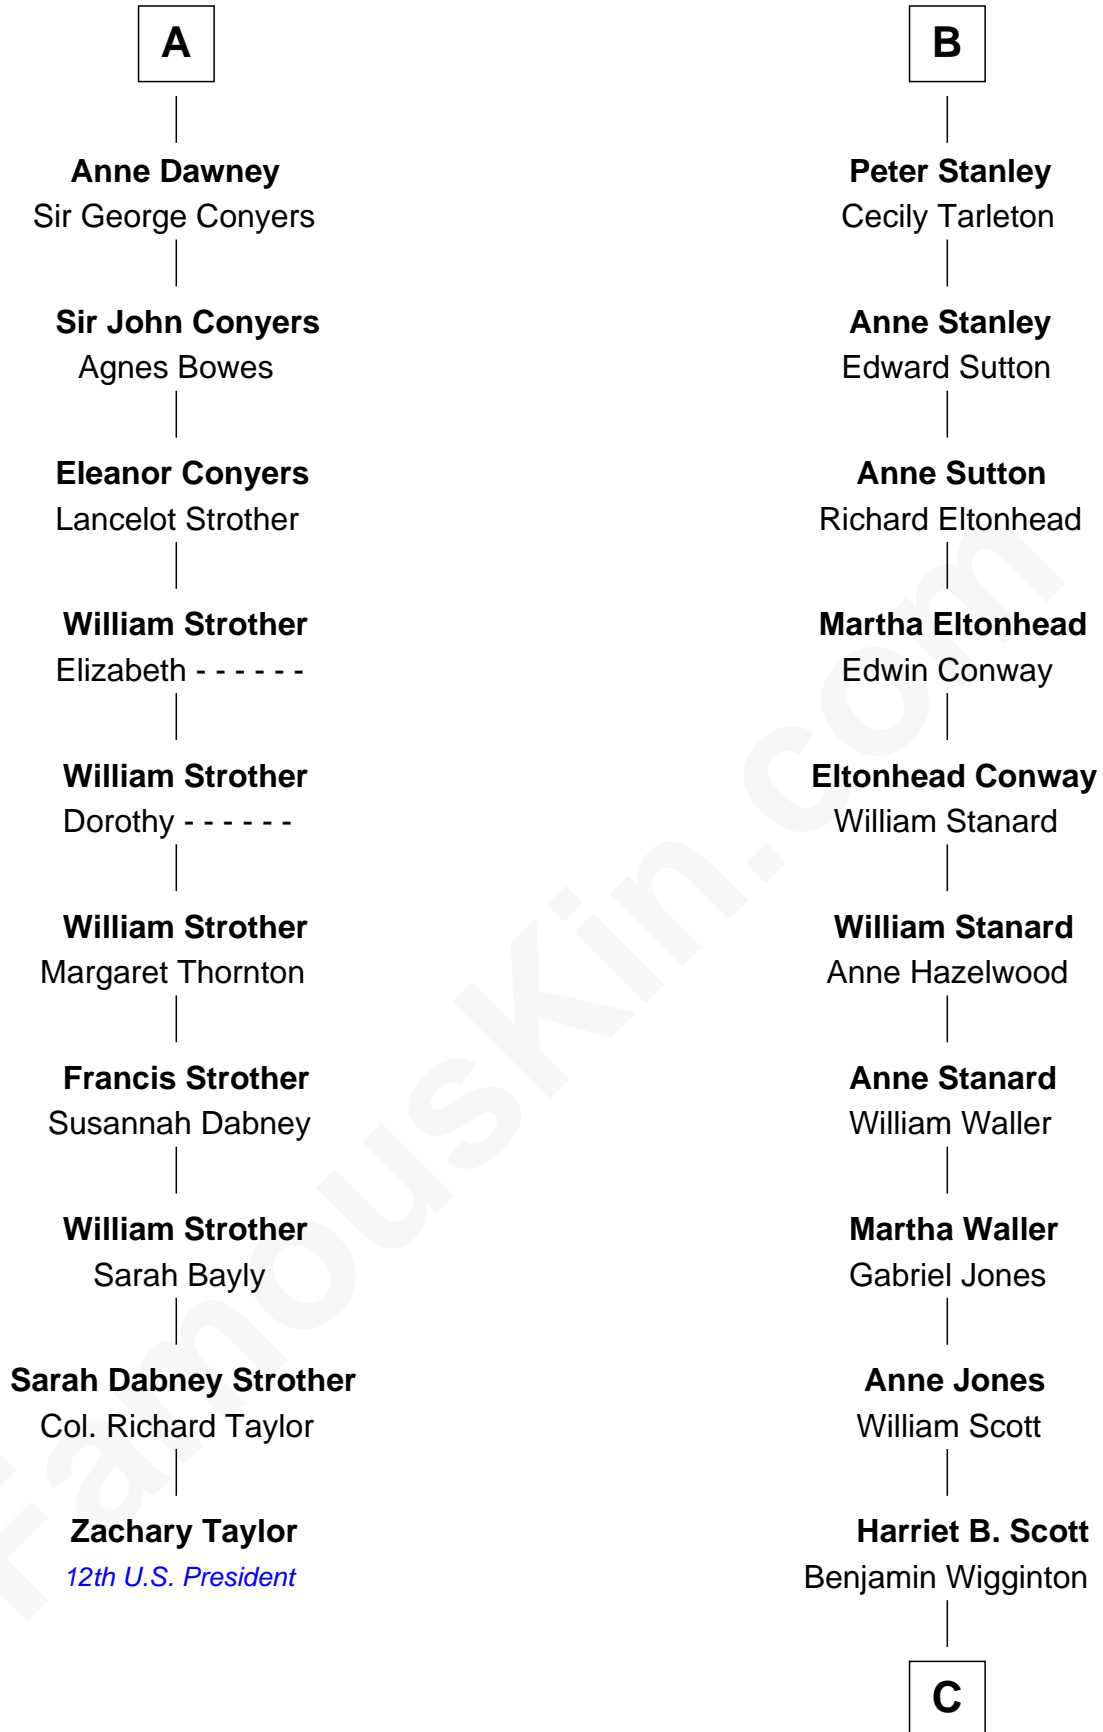 A
Anne Dawney
Sir George Conyers
Sir John Conyers
Agnes Bowes
Eleanor Conyers
Lancelot Strother
William Strother
Elizabeth - - - - - -
William Strother
Dorothy - - - - - -
William Strother
Margaret Thornton
Francis Strother
Susannah Dabney
William Strother
Sarah Bayly
Sarah Dabney Strother
Col. Richard Taylor
Zachary Taylor
12th U.S. President
B
Peter Stanley
Cecily Tarleton
Anne Stanley
Edward Sutton
Anne Sutton
Richard Eltonhead
Martha Eltonhead
Edwin Conway
Eltonhead Conway
William Stanard
William Stanard
Anne Hazelwood
Anne Stanard
William Waller
Martha Waller
Gabriel Jones
Anne Jones
William Scott
Harriet B. Scott
Benjamin Wigginton
C
FamousKin.com